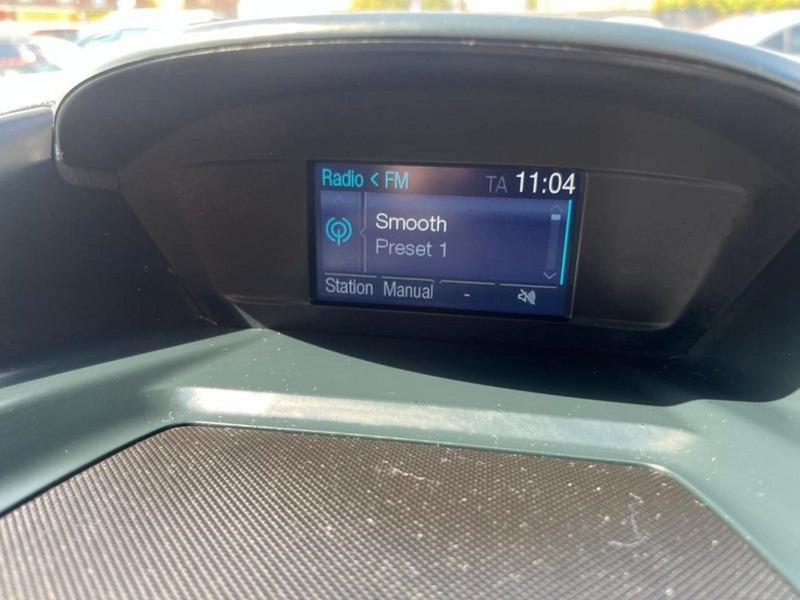 Radio < FM TA 11:04
Smooth
Preset 1
Station Manual -